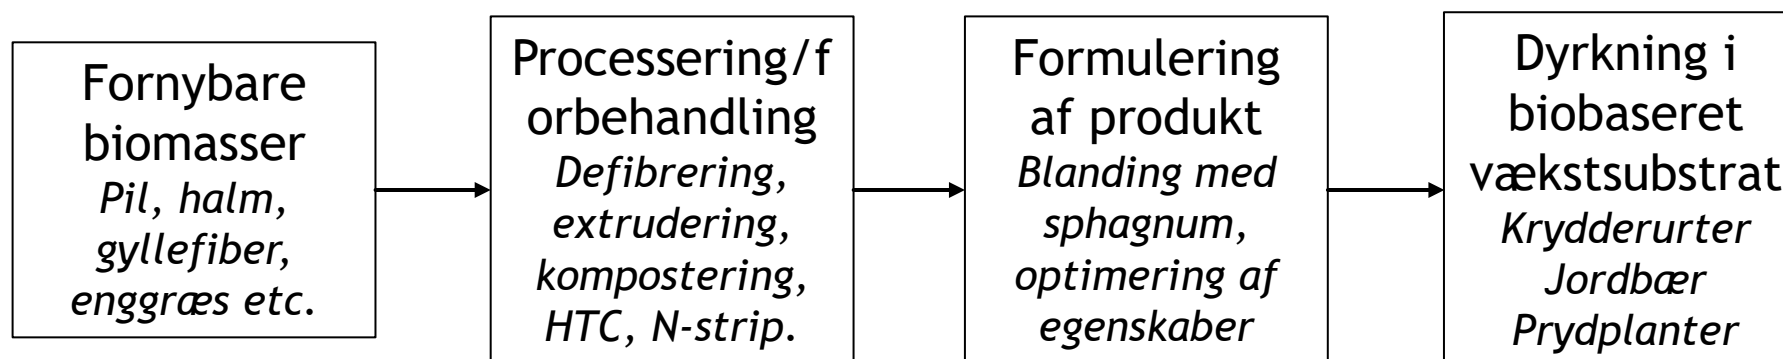 Fornybare
biomasser
Pil, halm,
gyllefiber,
enggræs etc.
Processering/f
orbehandling
Defibrering,
extrudering,
kompostering,
HTC, N-strip.
Formulering
af produkt
Blanding med
sphagnum,
optimering af
egenskaber
Dyrkning i
biobaseret
vækstsubstrat
Krydderurter
Jordbær
Prydplanter